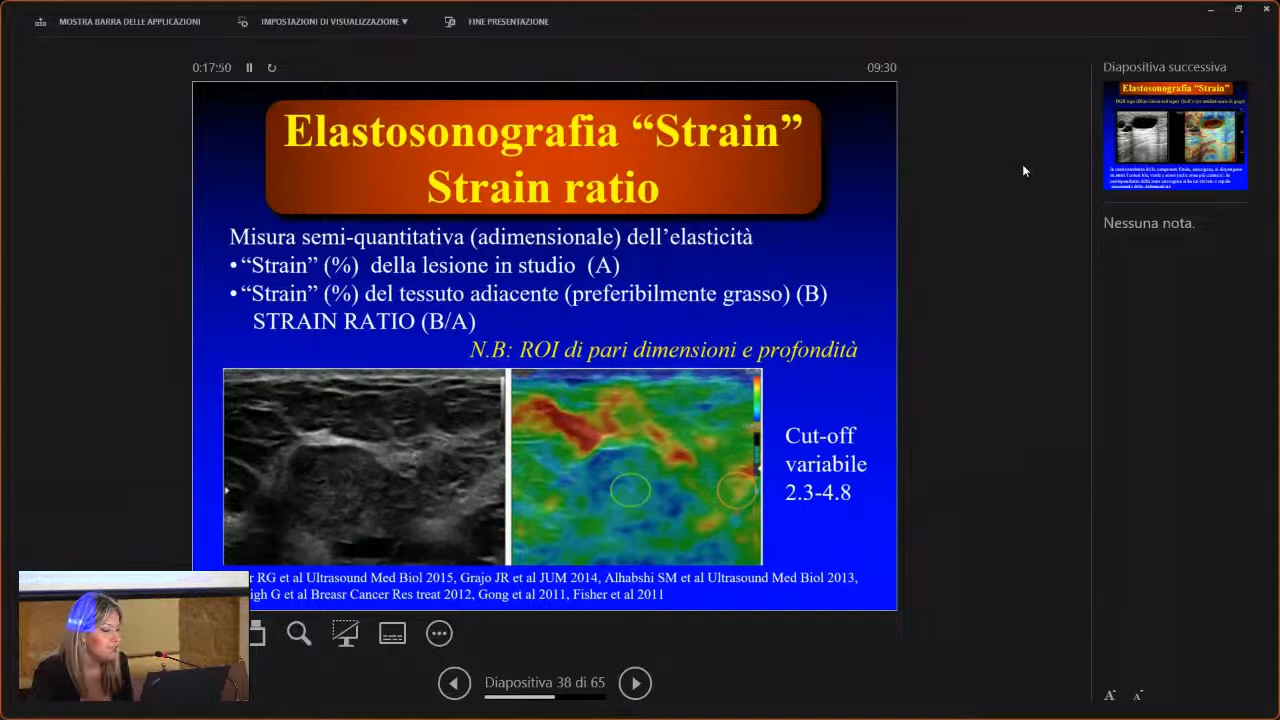 MOSTRA BARRA DELLE APPLICAZIONI
IMPOSTAZIONI DI VISUALIZZAZIONE ▼
FINE PRESENTAZIONE
0:17:50
09:30
Elastosonografia “Strain”
Strain ratio
Misura semi-quantitativa (adimensionale) dell’elasticità
•“Strain” (%) della lesione in studio (A)
•“Strain” (%) del tessuto adiacente (preferibilmente grasso) (B)
STRAIN RATIO (B/A)
N.B: ROI di pari dimensioni e profondità
Cut-off
variabile
2.3-4.8
RG et al Ultrasound Med Biol 2015, Grajo JR et al JUM 2014, Alhabshi SM et al Ultrasound Med Biol 2013,
G et al Breasr Cancer Res treat 2012, Gong et al 2011, Fisher et al 2011
Diapositiva 38 di 65
Diapositiva successiva
Elastosonografia “Strain”
Nessuna nota.
A A